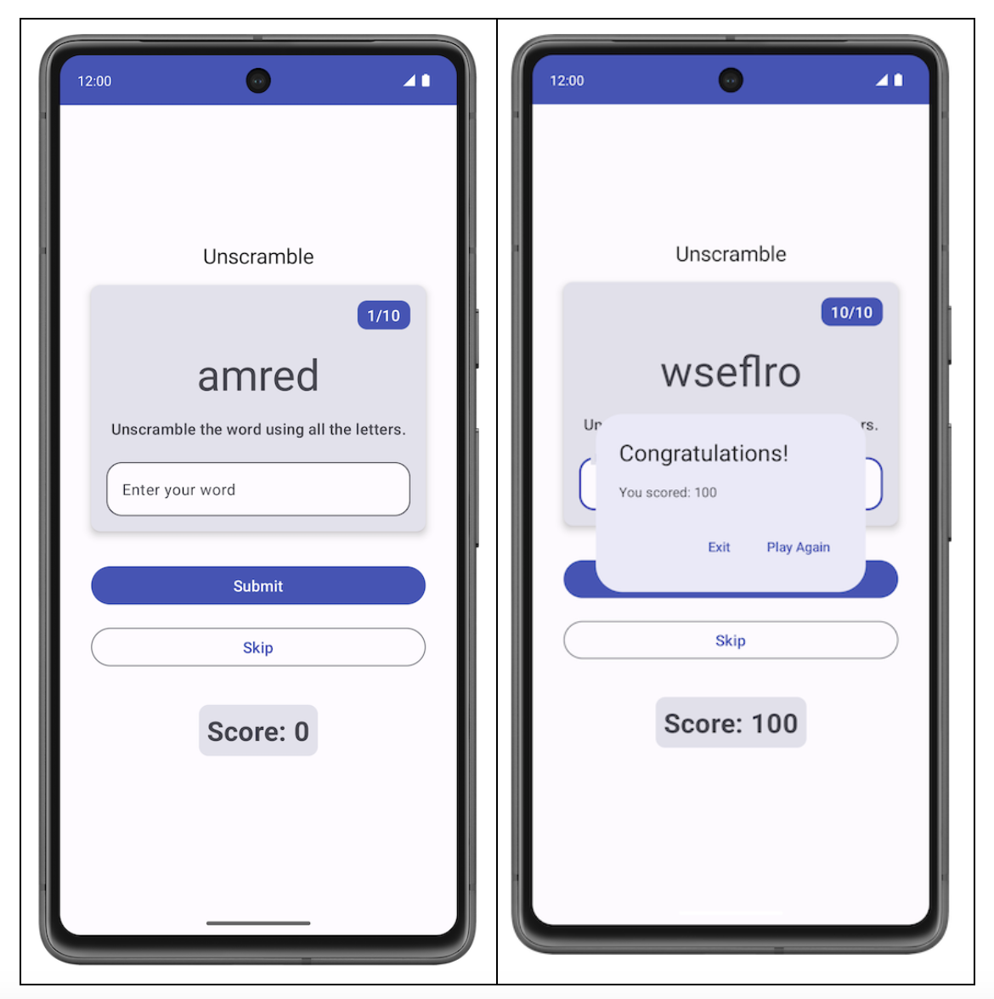 12:00
Unscramble
1/10
amred
Unscramble the word using all the letters.
Enter your word
Submit
Skip
Score: 0
12:00
Unscramble
10/10
wseflro
Un
rs.
Congratulations!
You scored: 100
Exit Play Again
Skip
Score: 100